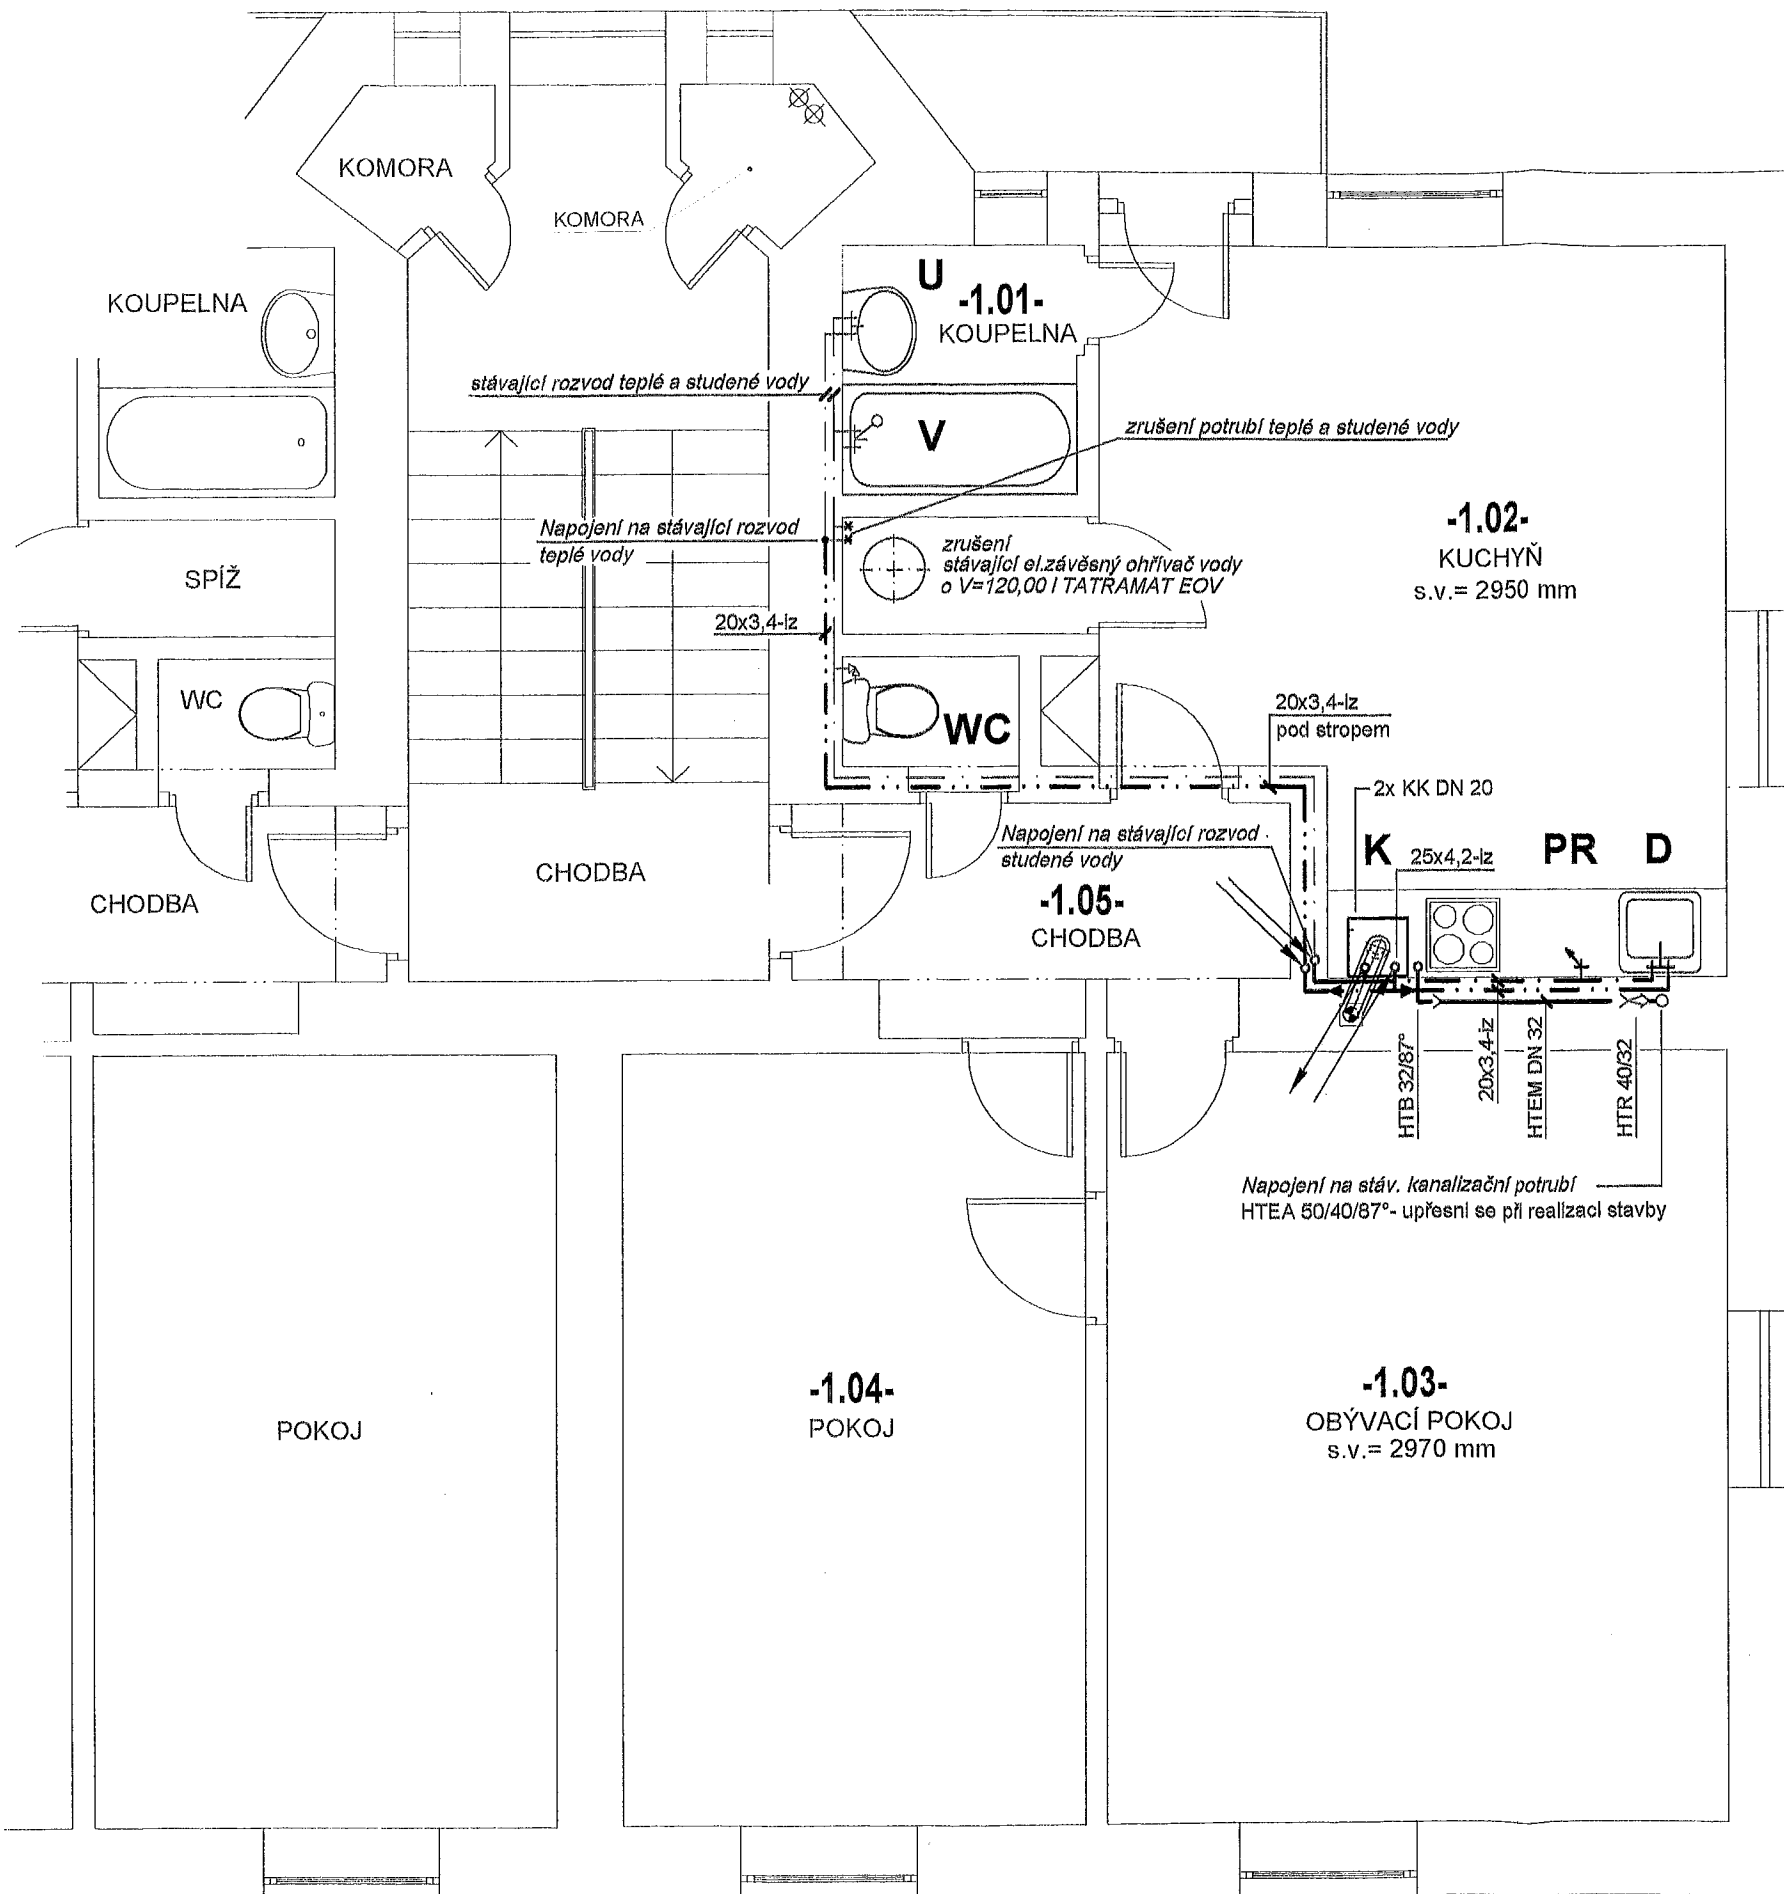 KOMORA
KOMORA
KOUPELNA
U
-1.01-
KOUPELNA
stávající rozvod teplé a studené vody
V
zrušení potrubí teplé a studené vody
Napojení na stávající rozvod
teplé vody
zrušení
stávající el.závěsný ohřívač vody
o V=120,00 l TATRAMAT EOV
-1.02-
KUCHYŇ
s.v.= 2950 mm
SPÍŽ
20x3,4-iz
WC
WC
20x3,4-iz
pod stropem
2x KK DN 20
Napojení na stávající rozvod
studené vody
K
25x4,2-iz
PR
D
CHODBA
CHODBA
-1.05-
CHODBA
HTB 32/87°
20x3,4-iz
HTEM DN 32
HTR 40/32
Napojení na stáv. kanalizační potrubí
HTEA 50/40/87°- upřesní se při realizaci stavby
POKOJ
-1.04-
POKOJ
-1.03-
OBÝVACÍ POKOJ
s.v.= 2970 mm